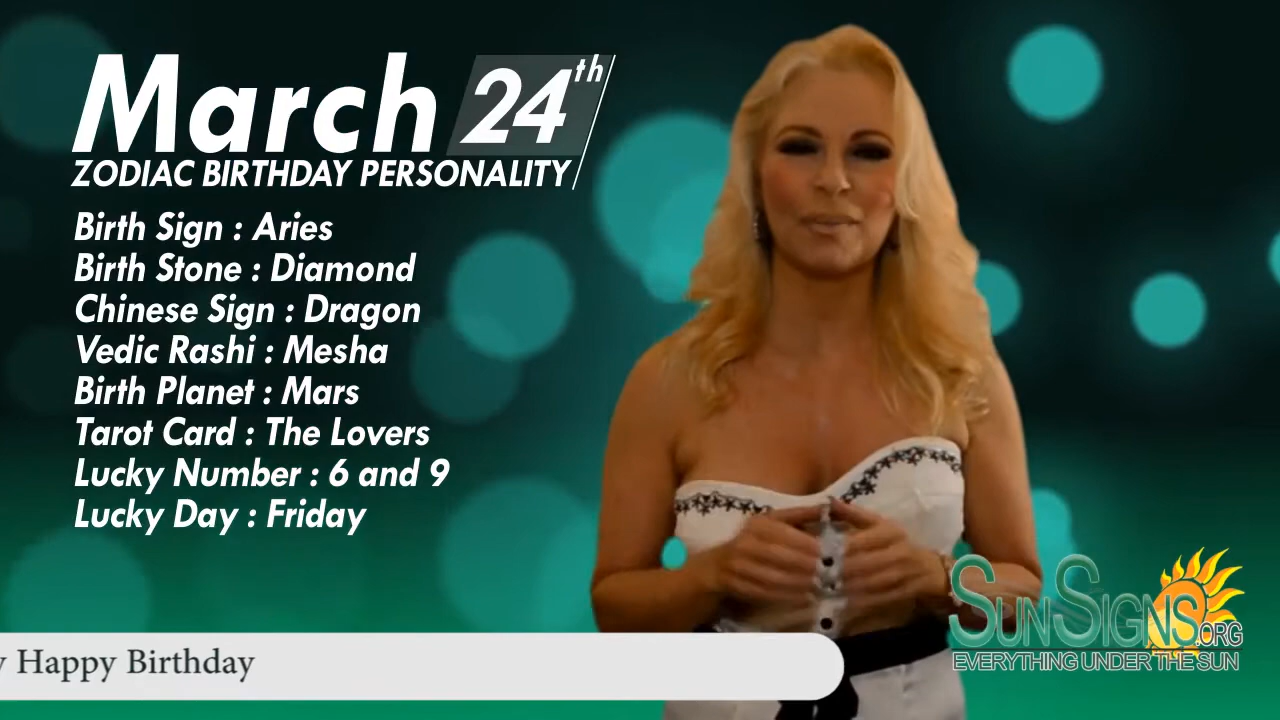 March 24th
ZODIAC BIRTHDAY PERSONALITY
Birth Sign : Aries
Birth Stone : Diamond
Chinese Sign : Dragon
Vedic Rashi : Mesha
Birth Planet : Mars
Tarot Card : The Lovers
Lucky Number : 6 and 9
Lucky Day : Friday
SUNSIGNS.ORG
EVERYTHING UNDER THE SUN
y Happy Birthday